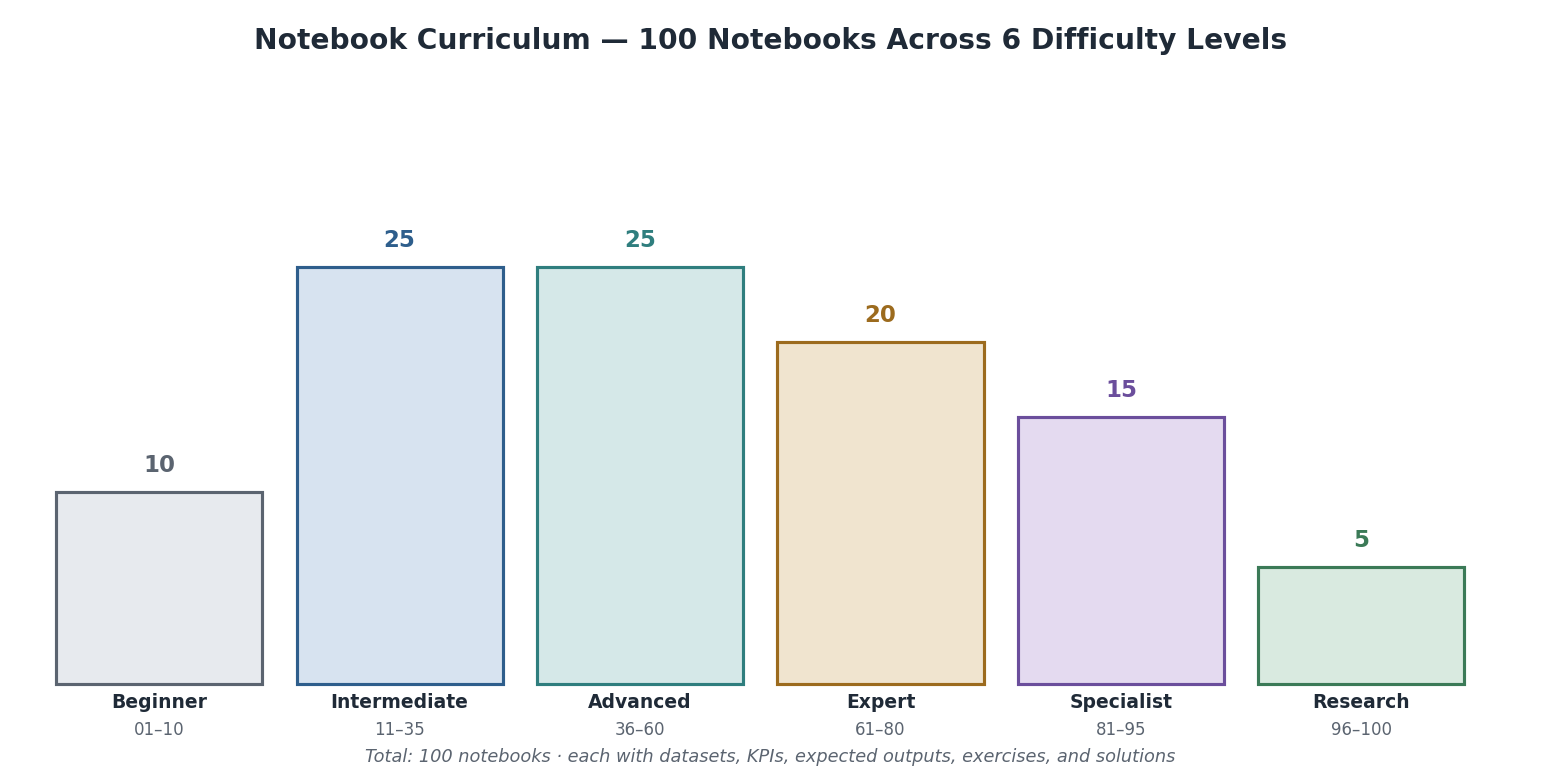 Notebook Curriculum — 100 Notebooks Across 6 Difficulty Levels
25
25
20
15
10
5
Beginner
Intermediate
Advanced
Expert
Specialist
Research
01–10
11–35
36–60
61–80
81–95
96–100
Total: 100 notebooks · each with datasets, KPIs, expected outputs, exercises, and solutions